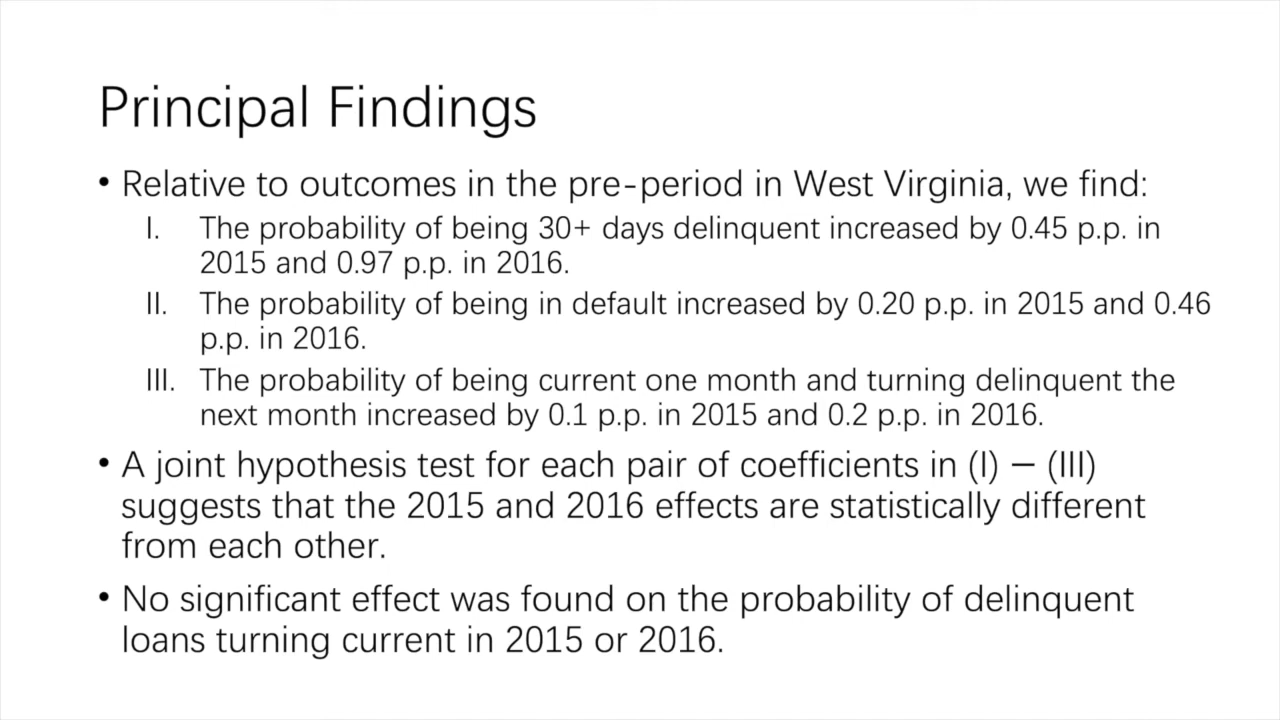 Principal Findings
• Relative to outcomes in the pre-period in West Virginia, we find:
I. The probability of being 30+ days delinquent increased by 0.45 p.p. in
2015 and 0.97 p.p. in 2016.
II. The probability of being in default increased by 0.20 p.p. in 2015 and 0.46
p.p. in 2016.
III. The probability of being current one month and turning delinquent the
next month increased by 0.1 p.p. in 2015 and 0.2 p.p. in 2016.
• A joint hypothesis test for each pair of coefficients in (I) – (III)
suggests that the 2015 and 2016 effects are statistically different
from each other.
• No significant effect was found on the probability of delinquent
loans turning current in 2015 or 2016.